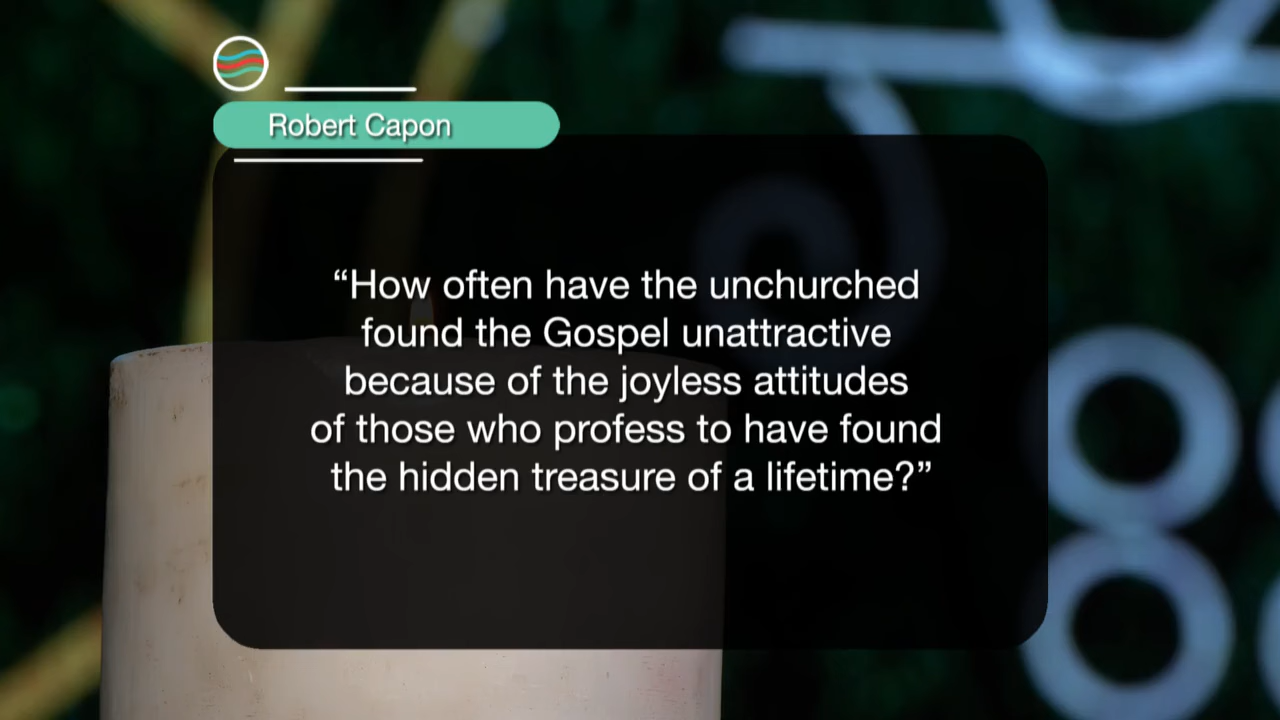 Robert Capon
“How often have the unchurched
found the Gospel unattractive
because of the joyless attitudes
of those who profess to have found
the hidden treasure of a lifetime?”